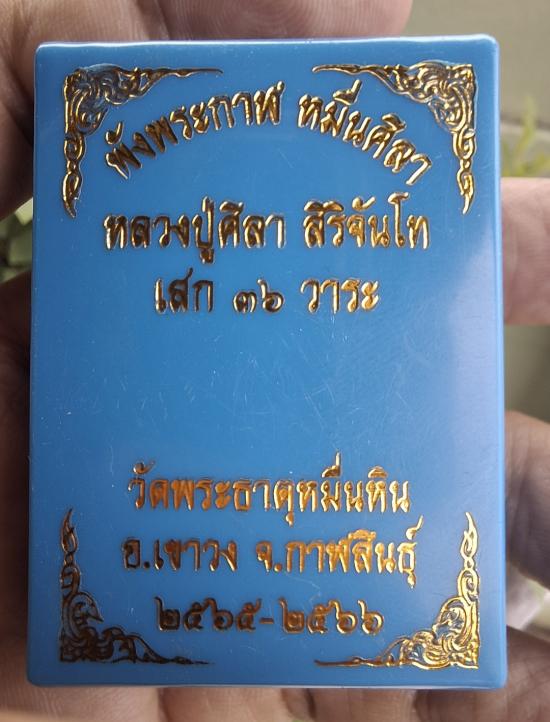 พังพระกาฬ หมื่นศิลา
หลวงปู่ศิลา สิริจันโท
เสก ๓๖ วาระ
วัดพระธาตุหมื่นหิน
อ.เขาวง จ.กาฬสินธุ์
๒๕๖๕-๒๕๖๖